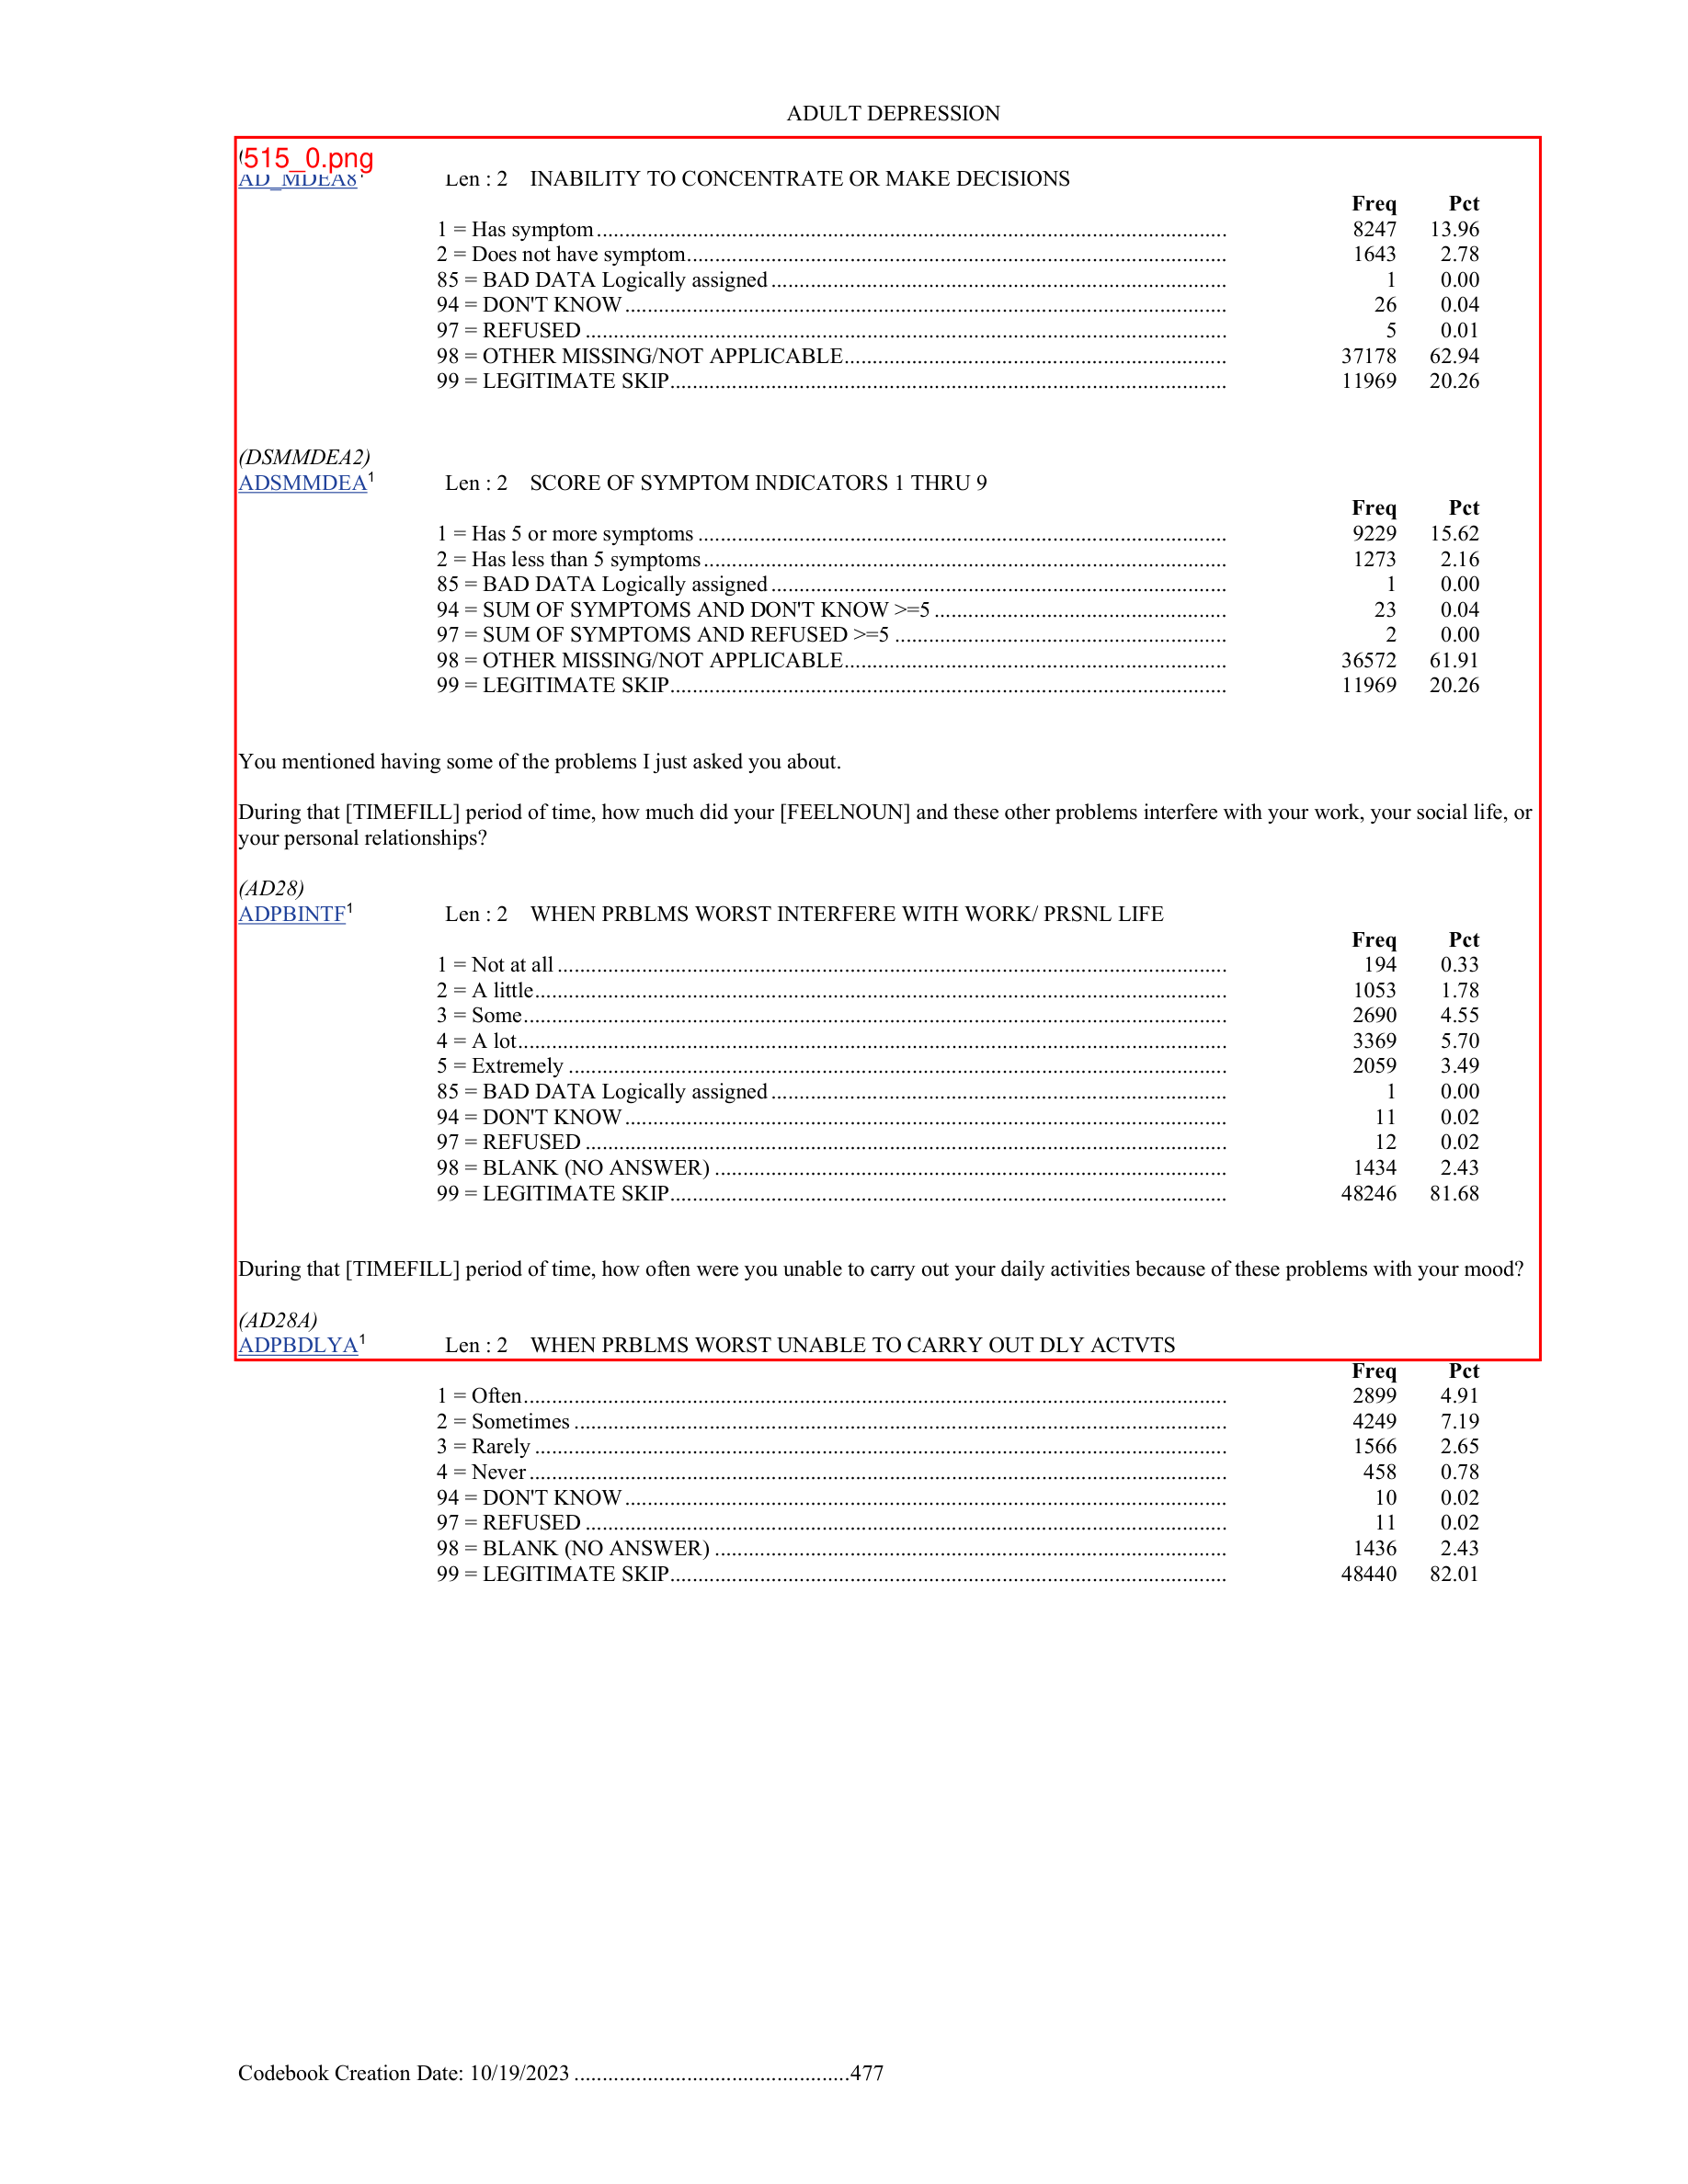 ADULT DEPRESSION
515_0.png
AD_MDEA8 Len : 2 INABILITY TO CONCENTRATE OR MAKE DECISIONS
Freq Pct
1 = Has symptom 8247 13.96
2 = Does not have symptom 1643 2.78
85 = BAD DATA Logically assigned 1 0.00
94 = DON'T KNOW 26 0.04
97 = REFUSED 5 0.01
98 = OTHER MISSING/NOT APPLICABLE 37178 62.94
99 = LEGITIMATE SKIP 11969 20.26
(DSMMDEA2)
ADSMMDEA¹ Len : 2 SCORE OF SYMPTOM INDICATORS 1 THRU 9
Freq Pct
1 = Has 5 or more symptoms 9229 15.62
2 = Has less than 5 symptoms 1273 2.16
85 = BAD DATA Logically assigned 1 0.00
94 = SUM OF SYMPTOMS AND DON'T KNOW >=5 23 0.04
97 = SUM OF SYMPTOMS AND REFUSED >=5 2 0.00
98 = OTHER MISSING/NOT APPLICABLE 36572 61.91
99 = LEGITIMATE SKIP 11969 20.26
You mentioned having some of the problems I just asked you about.
During that [TIMEFILL] period of time, how much did your [FEELNOUN] and these other problems interfere with your work, your social life, or
your personal relationships?
(AD28)
ADPBINTF¹ Len : 2 WHEN PRBLMS WORST INTERFERE WITH WORK/ PRSNL LIFE
Freq Pct
1 = Not at all 194 0.33
2 = A little 1053 1.78
3 = Some 2690 4.55
4 = A lot 3369 5.70
5 = Extremely 2059 3.49
85 = BAD DATA Logically assigned 1 0.00
94 = DON'T KNOW 11 0.02
97 = REFUSED 12 0.02
98 = BLANK (NO ANSWER) 1434 2.43
99 = LEGITIMATE SKIP 48246 81.68
During that [TIMEFILL] period of time, how often were you unable to carry out your daily activities because of these problems with your mood?
(AD28A)
ADPBDLYA¹ Len : 2 WHEN PRBLMS WORST UNABLE TO CARRY OUT DLY ACTVTS
Freq Pct
1 = Often 2899 4.91
2 = Sometimes 4249 7.19
3 = Rarely 1566 2.65
4 = Never 458 0.78
94 = DON'T KNOW 10 0.02
97 = REFUSED 11 0.02
98 = BLANK (NO ANSWER) 1436 2.43
99 = LEGITIMATE SKIP 48440 82.01
Codebook Creation Date: 10/19/2023 .................................................477